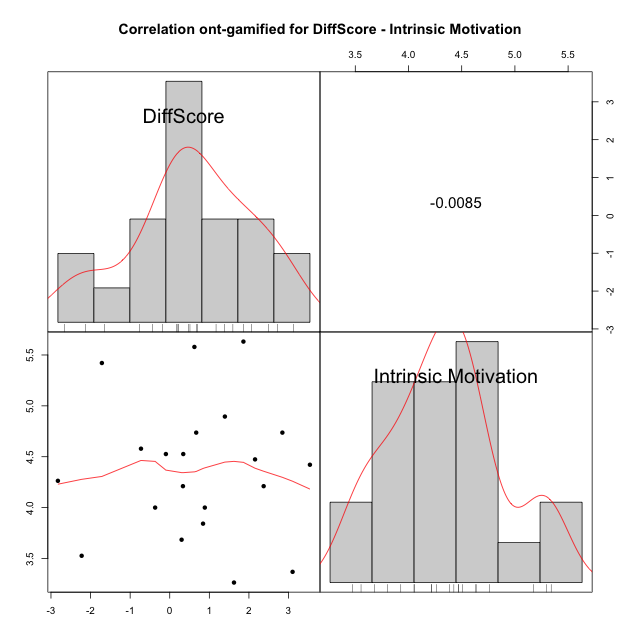 Correlation ont-gamified for DiffScore - Intrinsic Motivation
3.5 4.0 4.5 5.0 5.5
DiffScore
3
2
1
0
-1
-2
-3
-0.0085
5.5
5.0
4.5
4.0
3.5
Intrinsic Motivation
-3 -2 -1 0 1 2 3